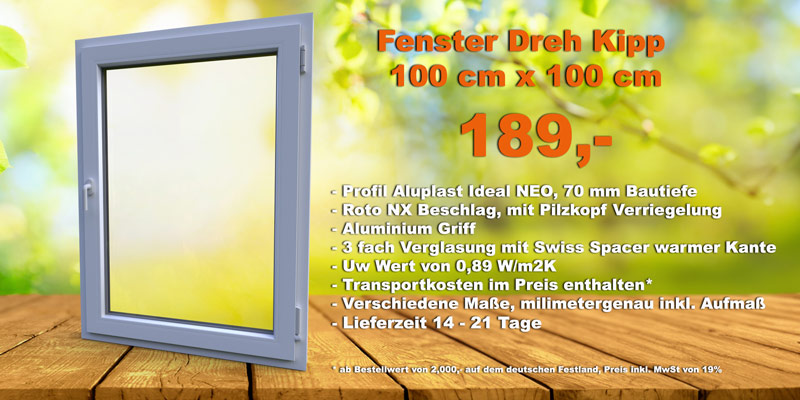 Fenster Dreh Kipp
100 cm x 100 cm
189,-
- Profil Aluplast Ideal NEO, 70 mm Bautiefe
- Roto NX Beschlag, mit Pilzkopf Verriegelung
- Aluminium Griff
- 3 fach Verglasung mit Swiss Spacer warmer Kante
- Uw Wert von 0,89 W/m2K
- Transportkosten im Preis enthalten*
- Verschiedene Maße, milimetergenau inkl. Aufmaß
- Lieferzeit 14 - 21 Tage
* ab Bestellwert von 2,000,- auf dem deutschen Festland, Preis inkl. MwSt von 19%